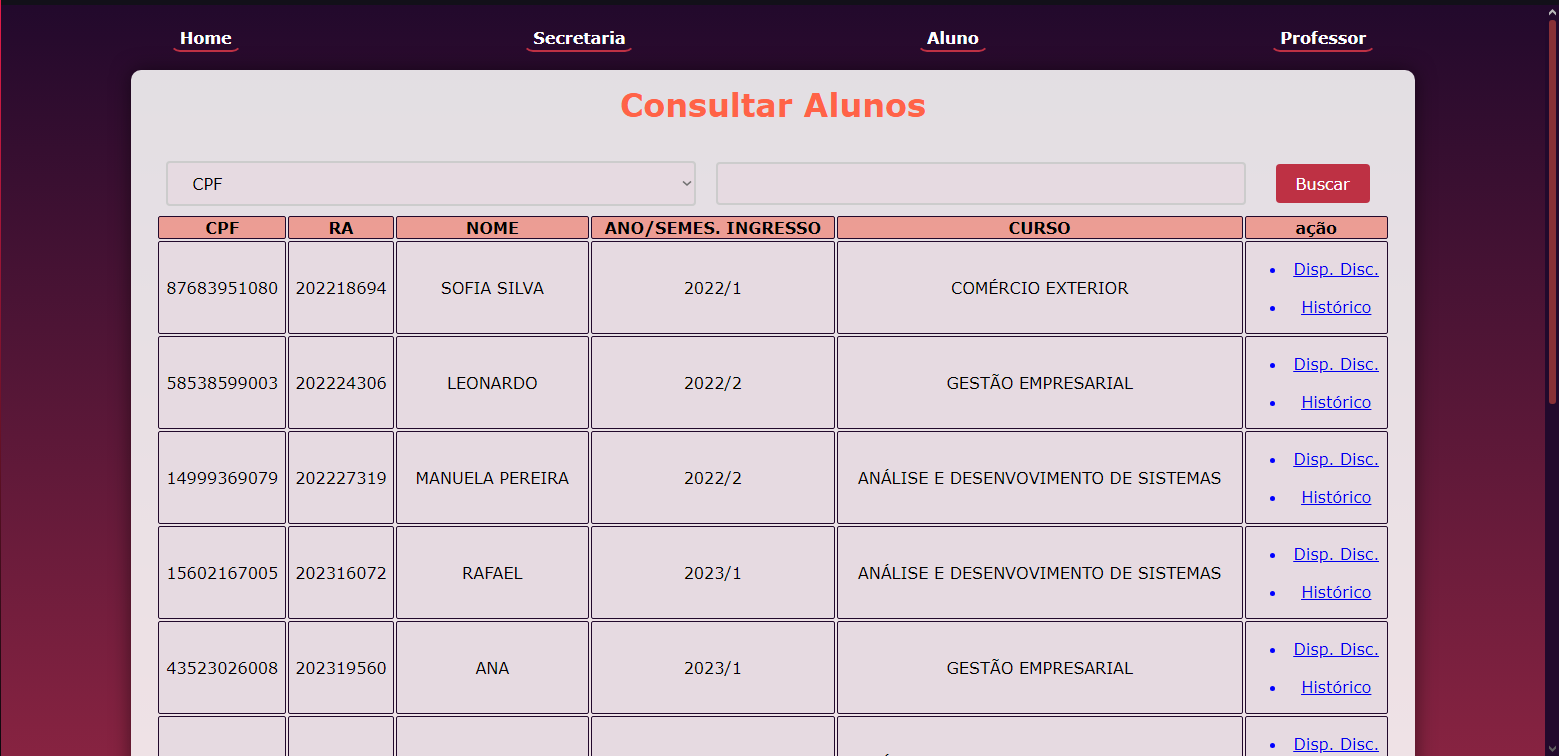 Home Secretaria Aluno Professor
Consultar Alunos
CPF Buscar
CPF RA NOME ANO/SEMES. INGRESSO CURSO ação
87683951080 202218694 SOFIA SILVA 2022/1 COMÉRCIO EXTERIOR Disp. Disc.
Histórico
58538599003 202224306 LEONARDO 2022/2 GESTÃO EMPRESARIAL Disp. Disc.
Histórico
14999369079 202227319 MANUELA PEREIRA 2022/2 ANÁLISE E DESENVOVIMENTO DE SISTEMAS Disp. Disc.
Histórico
15602167005 202316072 RAFAEL 2023/1 ANÁLISE E DESENVOVIMENTO DE SISTEMAS Disp. Disc.
Histórico
43523026008 202319560 ANA 2023/1 GESTÃO EMPRESARIAL Disp. Disc.
Histórico
Disp. Disc.